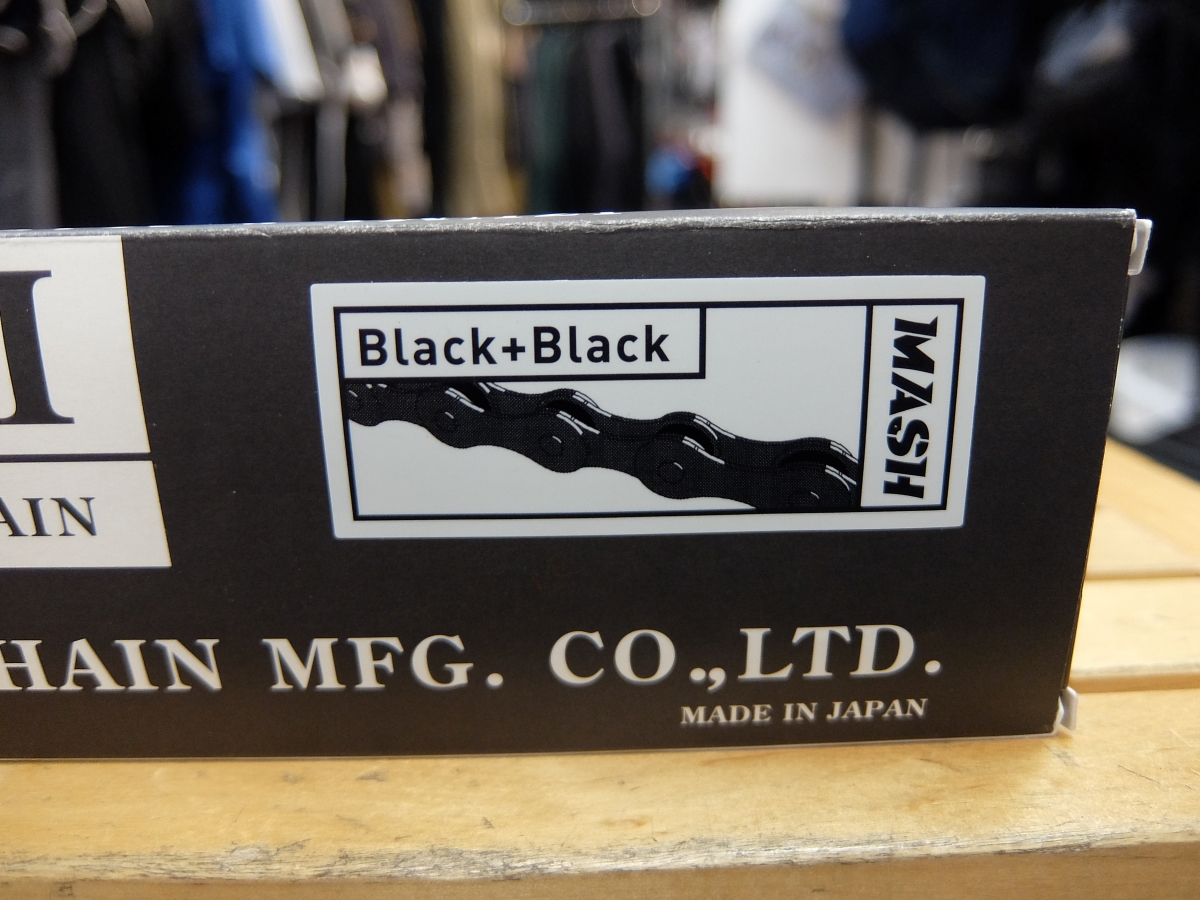 I
AIN
Black+Black
MASH
HAIN MFG. CO.,LTD.
MADE IN JAPAN